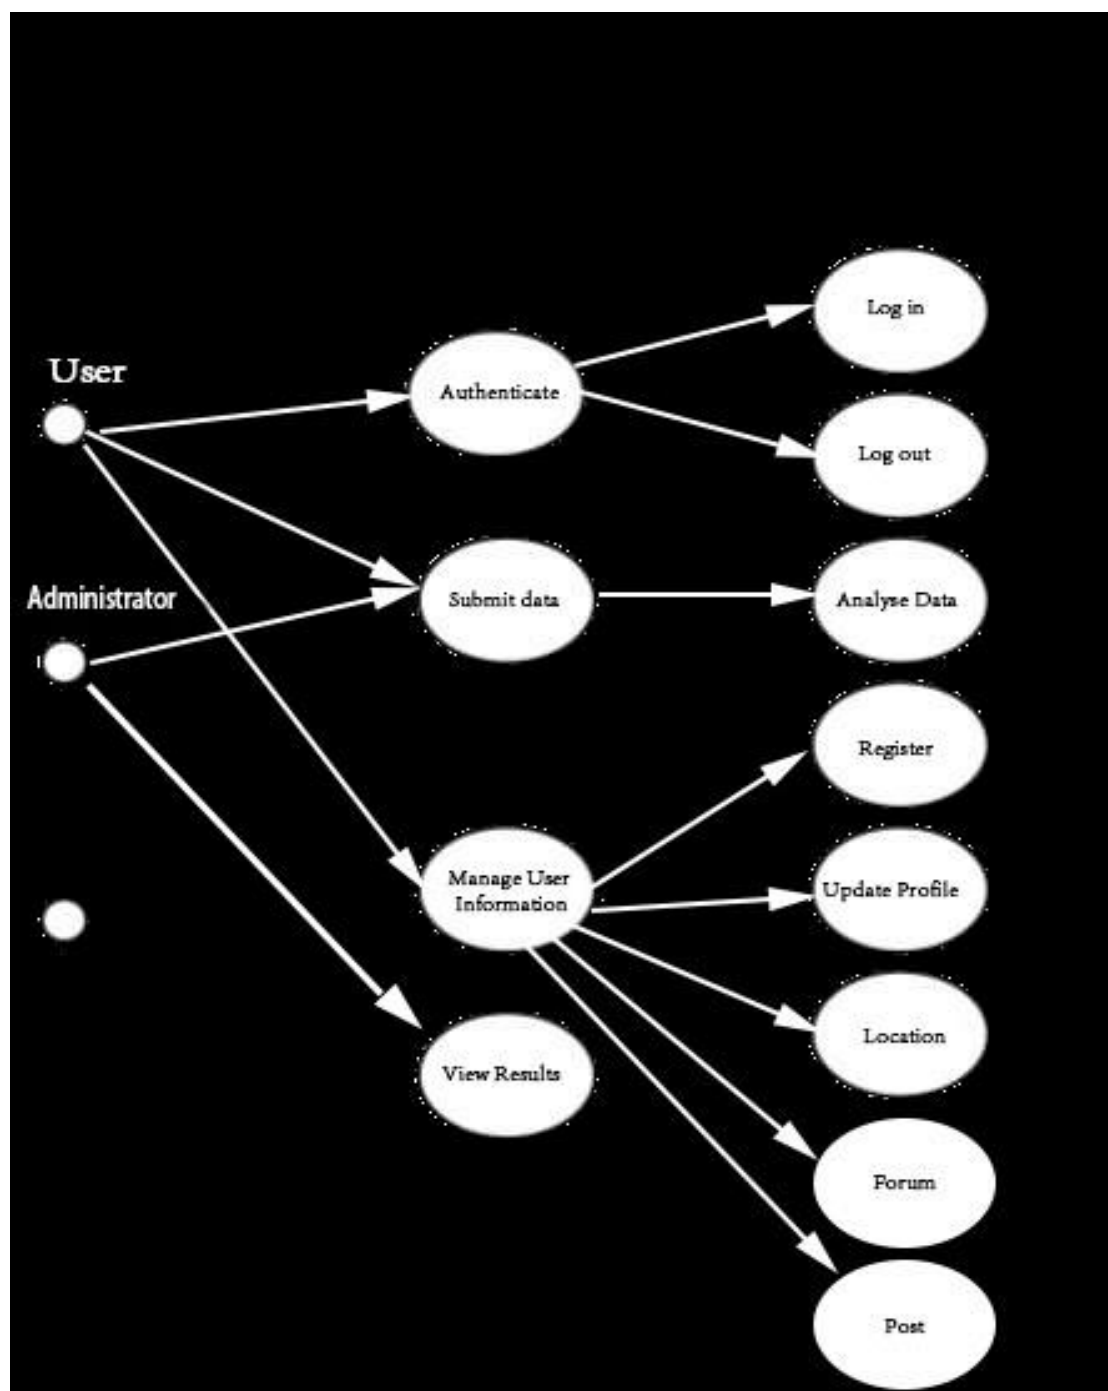 User
Administrator
Authenticate
Submit data
Manage User
Information
View Results
Log in
Log out
Analyse Data
Register
Update Profile
Location
Forum
Post